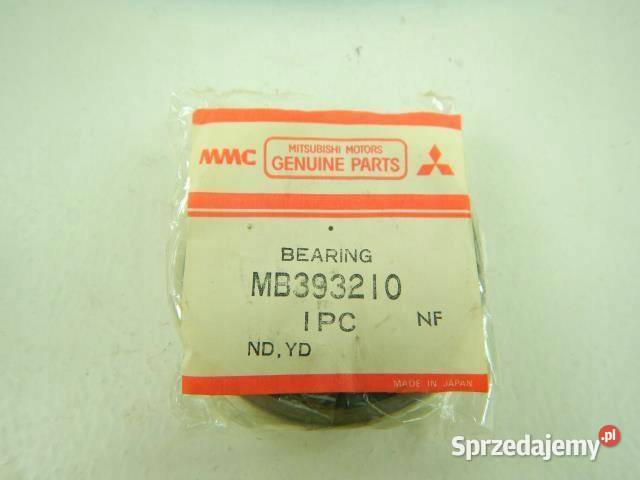 MMC
MITSUBISHI MOTORS
GENUINE PARTS
BEARING
MB393210
1PC NF
ND, YD
MADE IN JAPAN
Sprzedajemy.pl